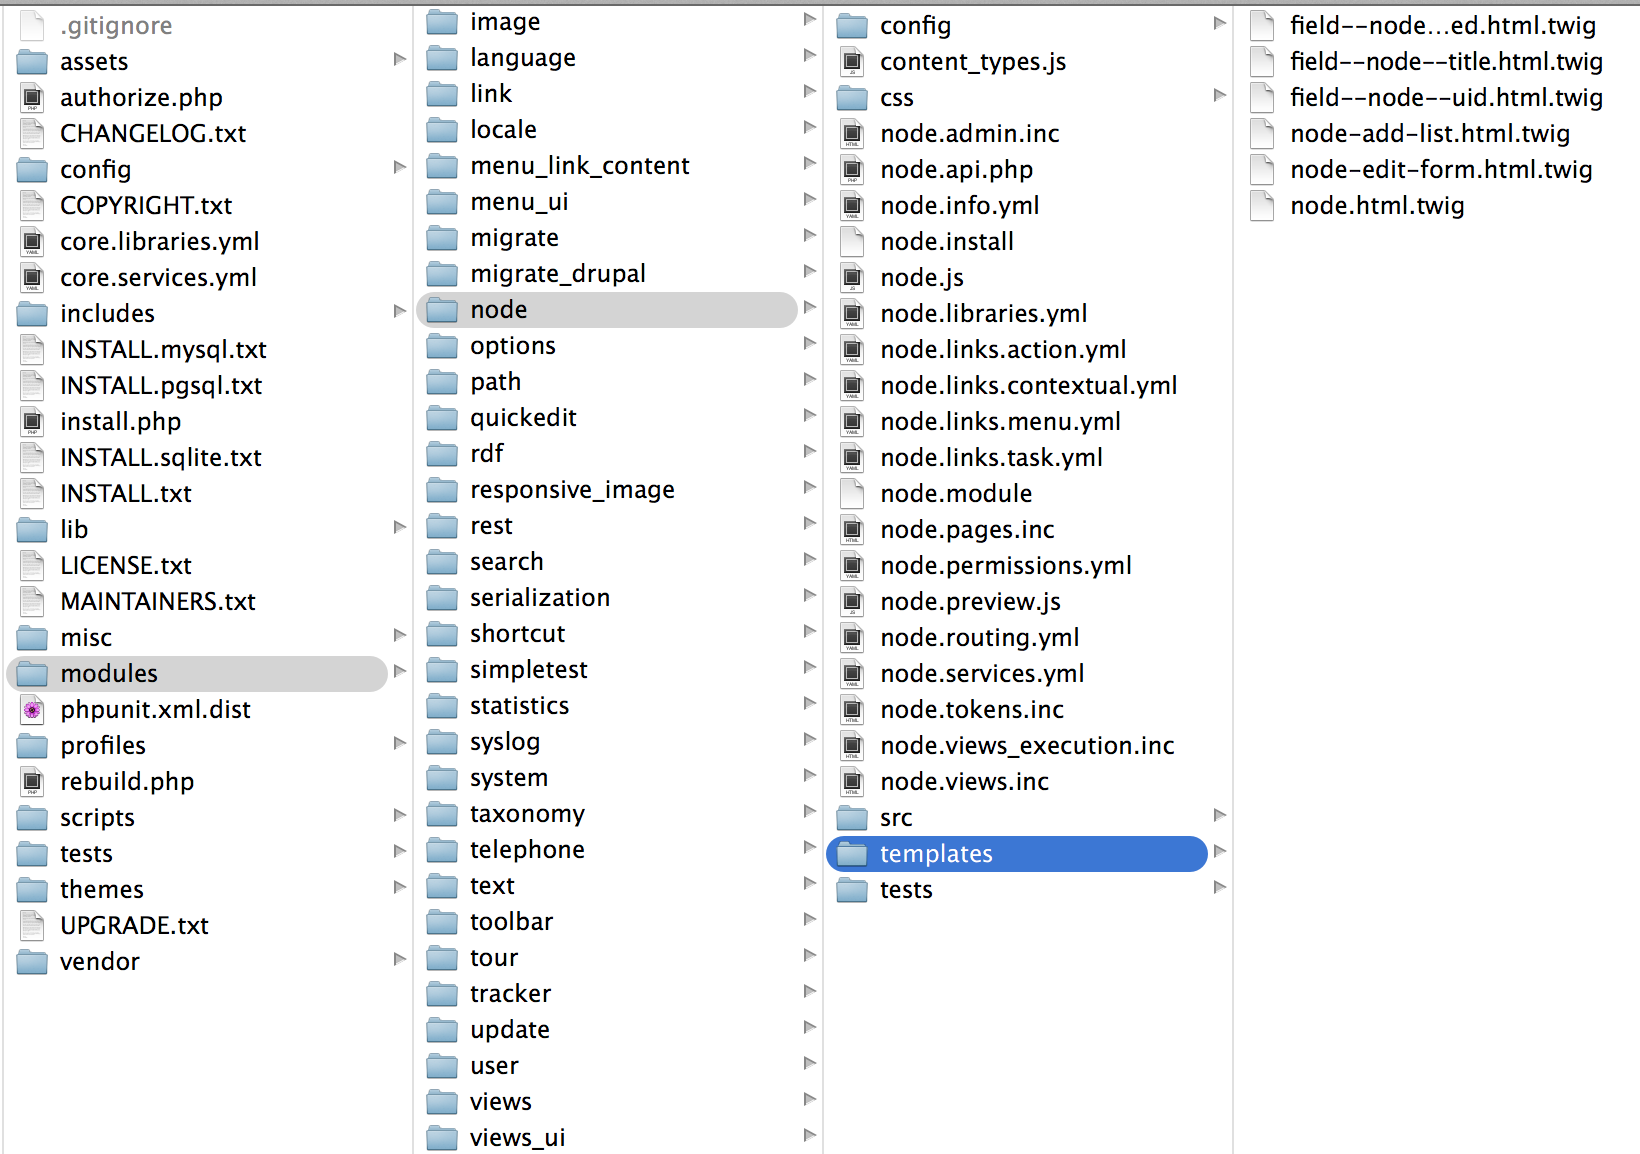 .gitignore
assets
authorize.php
CHANGELOG.txt
config
COPYRIGHT.txt
core.libraries.yml
core.services.yml
includes
INSTALL.mysql.txt
INSTALL.pgsql.txt
install.php
INSTALL.sqlite.txt
INSTALL.txt
lib
LICENSE.txt
MAINTAINERS.txt
misc
modules
phpunit.xml.dist
profiles
rebuild.php
scripts
tests
themes
UPGRADE.txt
vendor
image
language
link
locale
menu_link_content
menu_ui
migrate
migrate_drupal
node
options
path
quickedit
rdf
responsive_image
rest
search
serialization
shortcut
simpletest
statistics
syslog
system
taxonomy
telephone
text
toolbar
tour
tracker
update
user
views
views_ui
config
content_types.js
css
node.admin.inc
node.api.php
node.info.yml
node.install
node.js
node.libraries.yml
node.links.action.yml
node.links.contextual.yml
node.links.menu.yml
node.links.task.yml
node.module
node.pages.inc
node.permissions.yml
node.preview.js
node.routing.yml
node.services.yml
node.tokens.inc
node.views_execution.inc
node.views.inc
src
templates
tests
field--node...ed.html.twig
field--node--title.html.twig
field--node--uid.html.twig
node-add-list.html.twig
node-edit-form.html.twig
node.html.twig